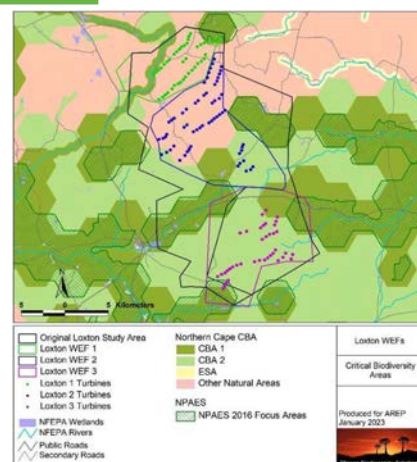 5
0
5 Kilometers
Original Loxton Study Area
Loxton WEF 1
Loxton WEF 2
Loxton WEF 3
Loxton 1 Turbines
Loxton 2 Turbines
Loxton 3 Turbines
NFEPA Wetlands
NFEPA Rivers
Public Roads
Secondary Roads
Northern Cape CBA
CBA 1
CBA 2
ESA
Other Natural Areas
NPAES
NPAES 2016 Focus Areas
Loxton WEFs
Critical Biodiversity
Areas
Produced for AREP
January 2023